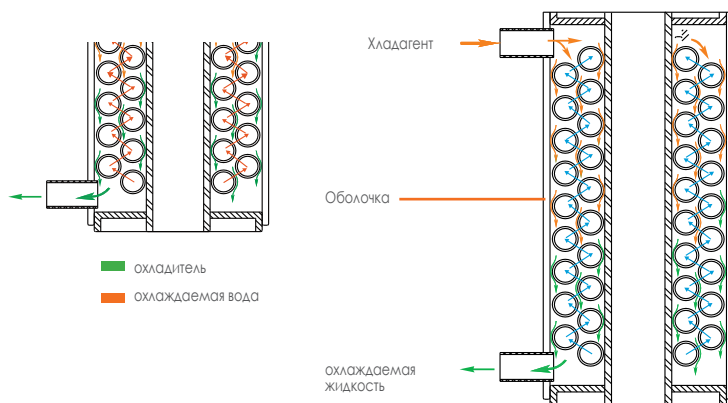 Хладагент
Оболочка
охладитель
охлаждаемая вода
охлаждаемая
жидкость